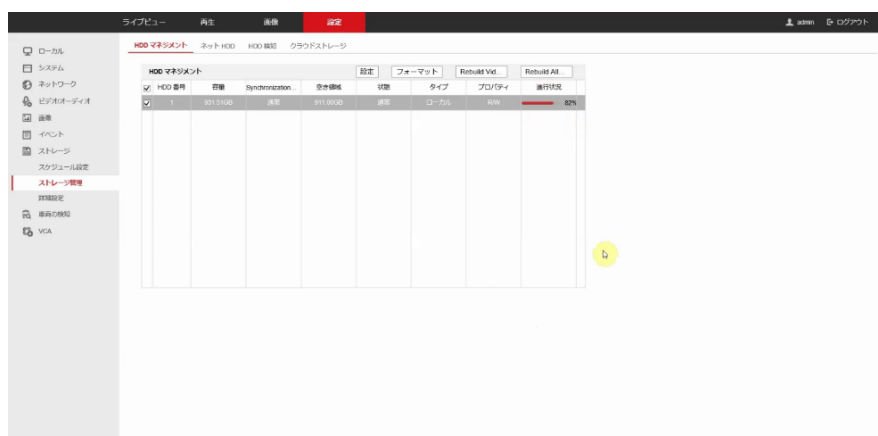 ライブビュー 再生 画像 設定 admin ログアウト
HDD マネジメント ネット HDD HDD 検知 クラウドストレージ
ローカル
システム
ネットワーク
ビデオオーディオ
画像
イベント
ストレージ
スケジュール設定
ストレージ管理
詳細設定
車両の検知
VCA
HDD マネジメント 設定 フォーマット Rebuild Vid... Rebuild All...
HDD 番号 容量 Synchronization... 空き領域 状態 タイプ プロパティ 進行状況
1 931.51GB 通常 911.00GB 通常 ローカル R/W 82%